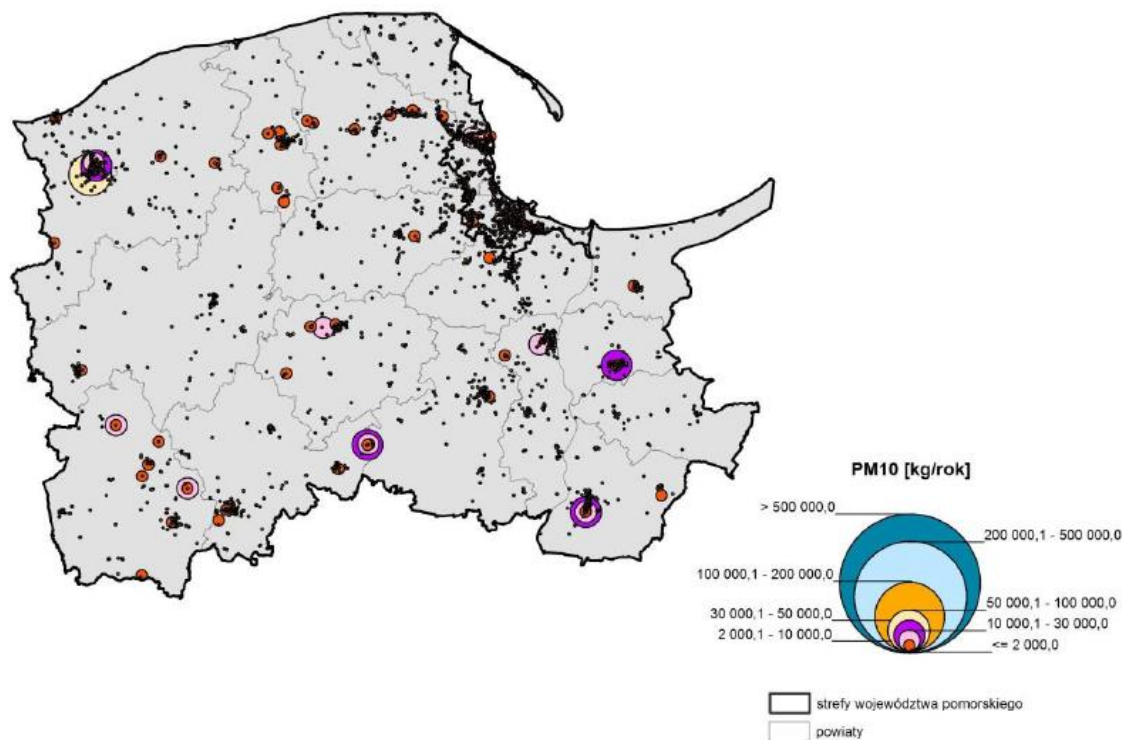 PM10 [kg/rok]
> 500 000,0
200 000,1 - 500 000,0
100 000,1 - 200 000,0
50 000,1 - 100 000,0
30 000,1 - 50 000,0
10 000,1 - 30 000,0
2 000,1 - 10 000,0
<= 2 000,0
strefy województwa pomorskiego
powiaty